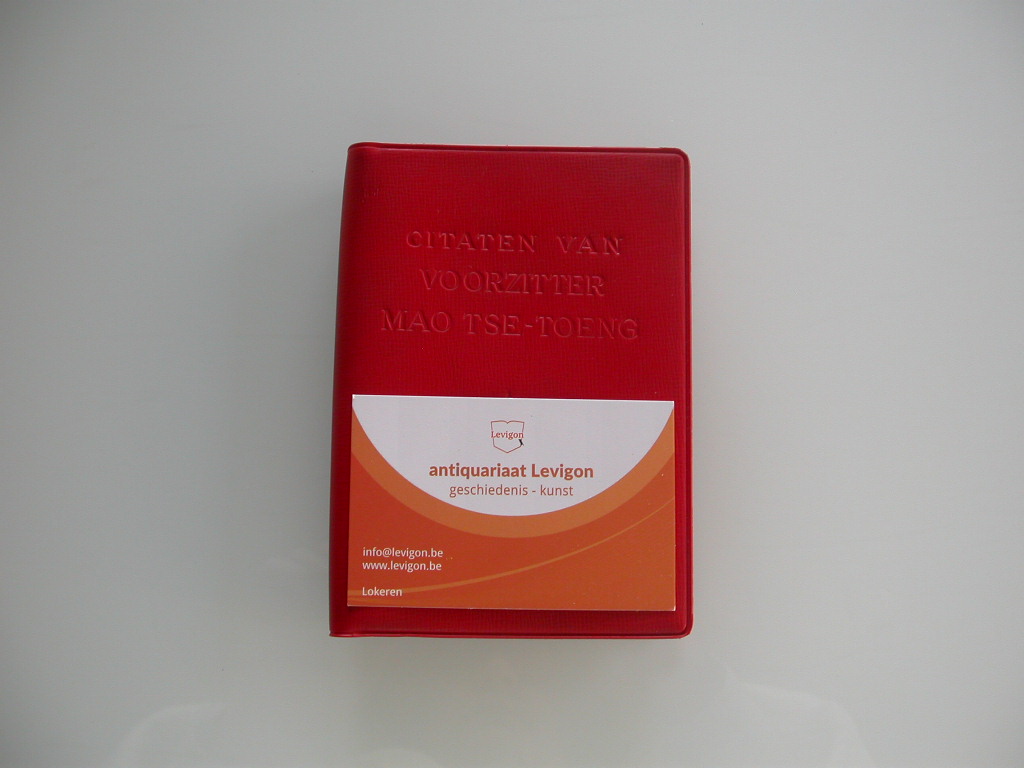 CITATEN VAN
VOORZITTER
MAO TSE-TOENG
Levigon
antiquariaat Levigon
geschiedenis - kunst
info@levigon.be
www.levigon.be
Lokeren